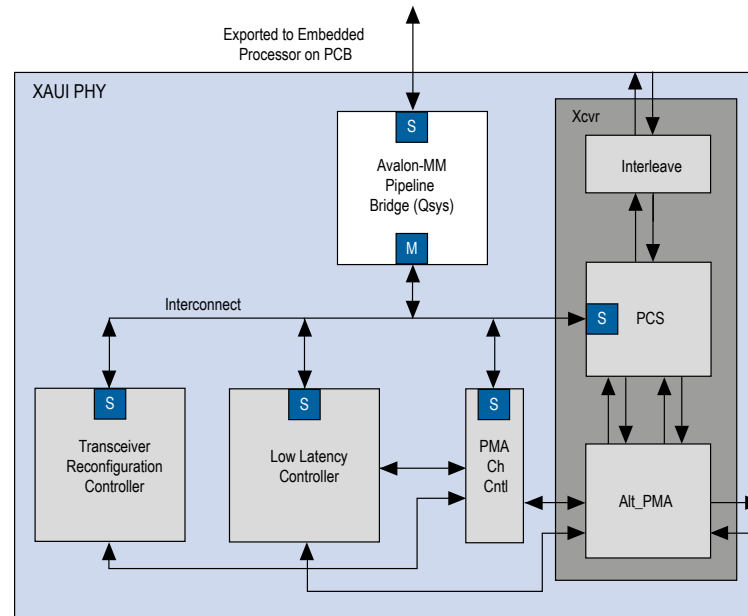 Exported to Embedded
Processor on PCB
XAUI PHY
Xcvr
S
Avalon-MM
Pipeline
Bridge (Qsys)
M
Interleave
Interconnect
S
PCS
S
Transceiver
Reconfiguration
Controller
S
Low Latency
Controller
S
PMA
Ch
Cntl
Alt_PMA